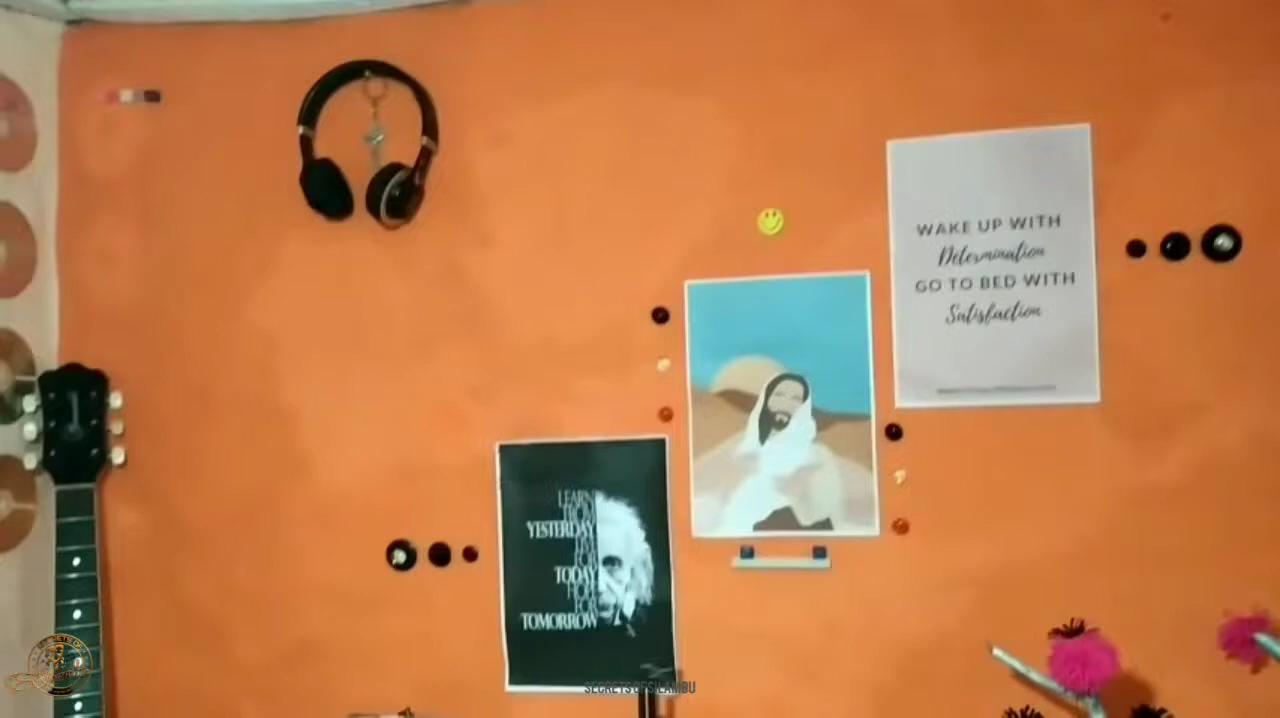 WAKE UP WITH
Determination
GO TO BED WITH
Satisfaction
LEARN
FROM
YESTERDAY
LIVE
FOR
TODAY
HOPE
FOR
TOMORROW
SECRETS OF SILAMBU